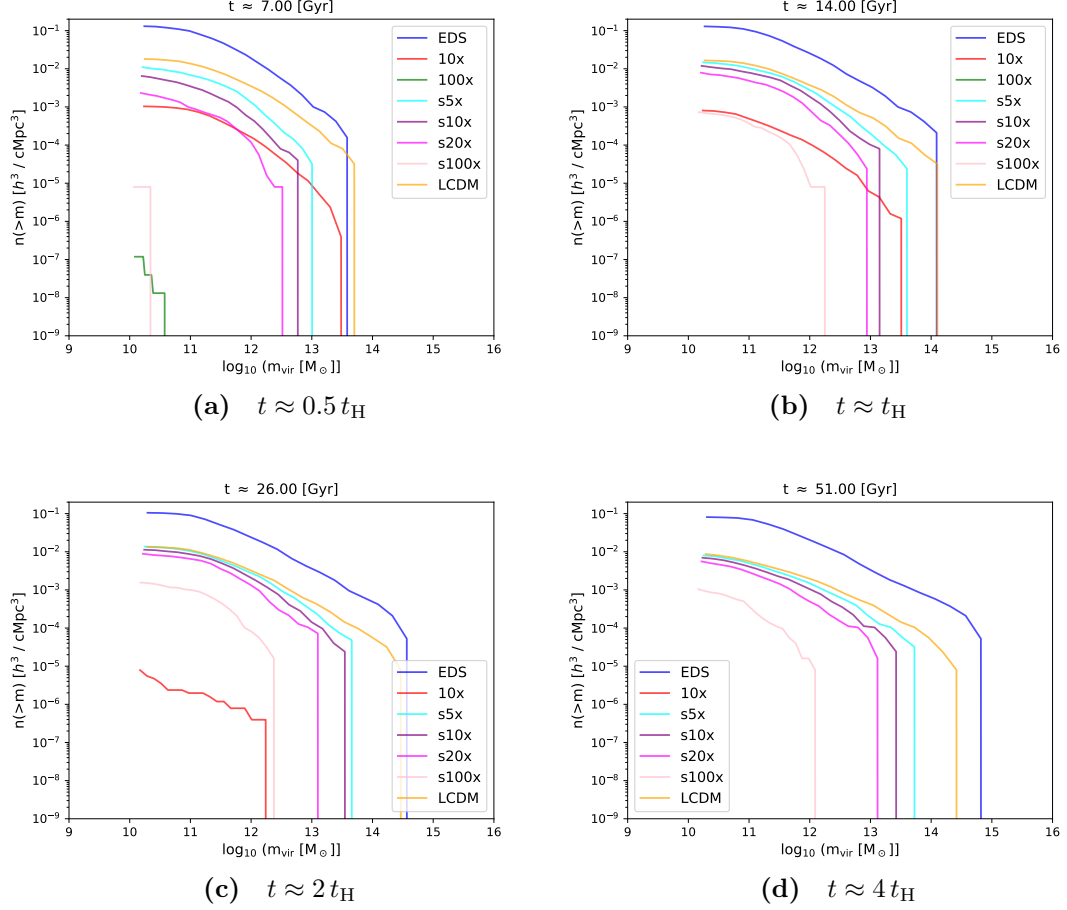 t ≈ 7.00 [Gyr]
n(>m) [h³ / cMpc³]
10⁻¹
10⁻²
10⁻³
10⁻⁴
10⁻⁵
10⁻⁶
10⁻⁷
10⁻⁸
10⁻⁹
EDS
10x
100x
s5x
s10x
s20x
s100x
LCDM
9 10 11 12 13 14 15 16
log₁₀ (m_vir [M_⊙])
(a) t ≈ 0.5 t_H
t ≈ 14.00 [Gyr]
n(>m) [h³ / cMpc³]
10⁻¹
10⁻²
10⁻³
10⁻⁴
10⁻⁵
10⁻⁶
10⁻⁷
10⁻⁸
10⁻⁹
EDS
10x
100x
s5x
s10x
s20x
s100x
LCDM
9 10 11 12 13 14 15 16
log₁₀ (m_vir [M_⊙])
(b) t ≈ t_H
t ≈ 26.00 [Gyr]
n(>m) [h³ / cMpc³]
10⁻¹
10⁻²
10⁻³
10⁻⁴
10⁻⁵
10⁻⁶
10⁻⁷
10⁻⁸
10⁻⁹
EDS
10x
s5x
s10x
s20x
s100x
LCDM
9 10 11 12 13 14 15 16
log₁₀ (m_vir [M_⊙])
(c) t ≈ 2 t_H
t ≈ 51.00 [Gyr]
n(>m) [h³ / cMpc³]
10⁻¹
10⁻²
10⁻³
10⁻⁴
10⁻⁵
10⁻⁶
10⁻⁷
10⁻⁸
10⁻⁹
EDS
10x
s5x
s10x
s20x
s100x
LCDM
9 10 11 12 13 14 15 16
log₁₀ (m_vir [M_⊙])
(d) t ≈ 4 t_H